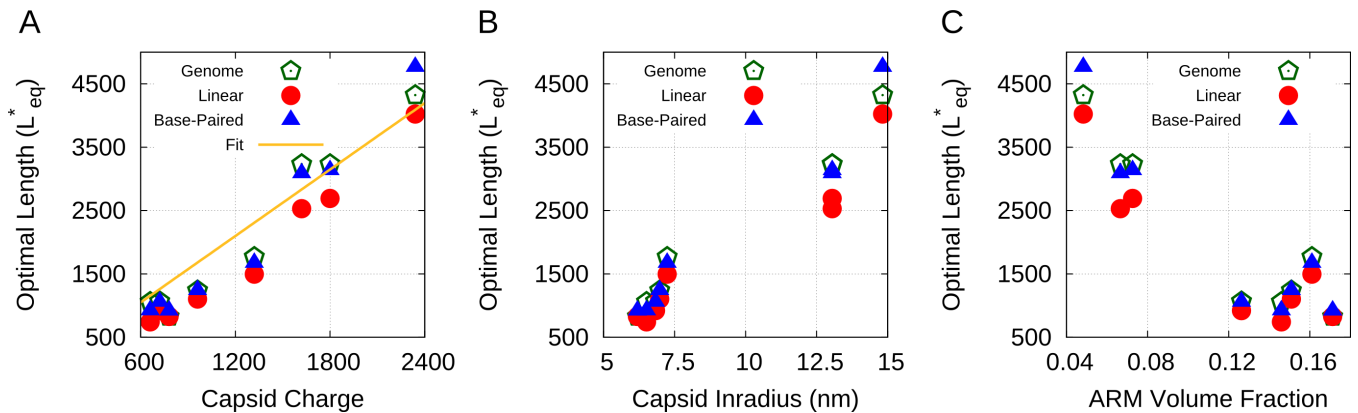 A
Optimal Length (L*eq)
4500
3500
2500
1500
500
600
1200
1800
2400
Capsid Charge
Genome
Linear
Base-Paired
Fit
B
Optimal Length (L*eq)
4500
3500
2500
1500
500
5
7.5
10
12.5
15
Capsid Inradius (nm)
Genome
Linear
Base-Paired
C
Optimal Length (L*eq)
4500
3500
2500
1500
500
0.04
0.08
0.12
0.16
ARM Volume Fraction
Genome
Linear
Base-Paired